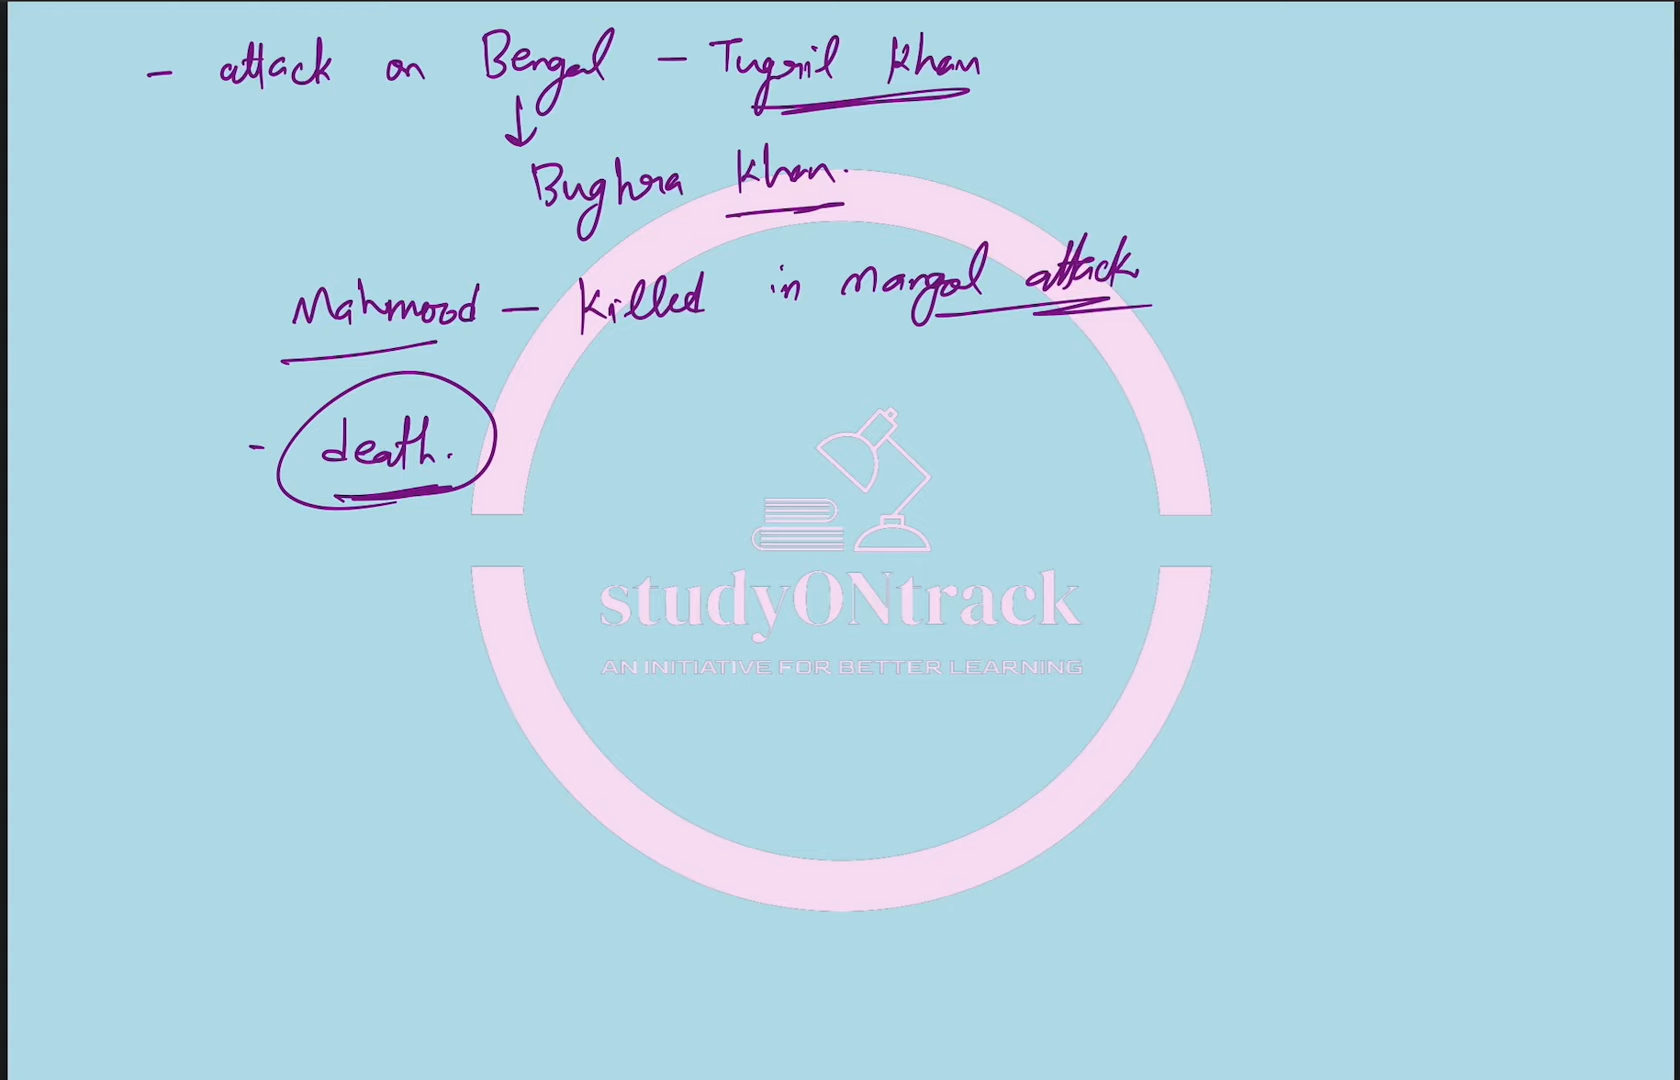 - attack on Bengal - Tugril Khan
↓
Bughra Khan.
Mahmood - Killed in mangol attack.
- death.
studyONtrack
AN INITIATIVE FOR BETTER LEARNING